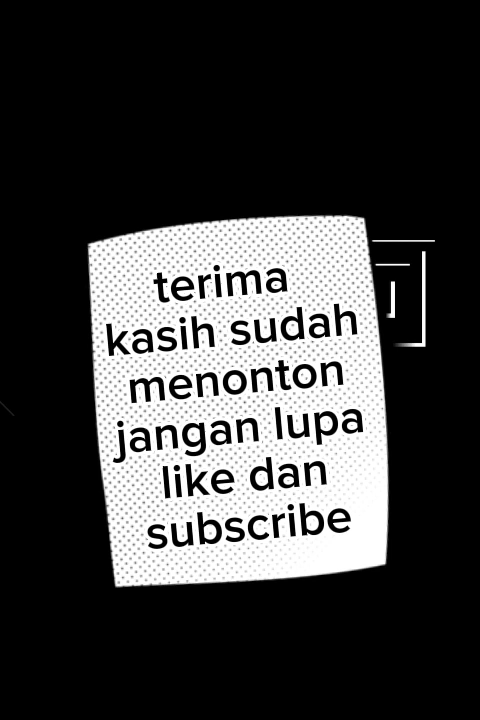 terima
kasih sudah
menonton
jangan lupa
like dan
subscribe